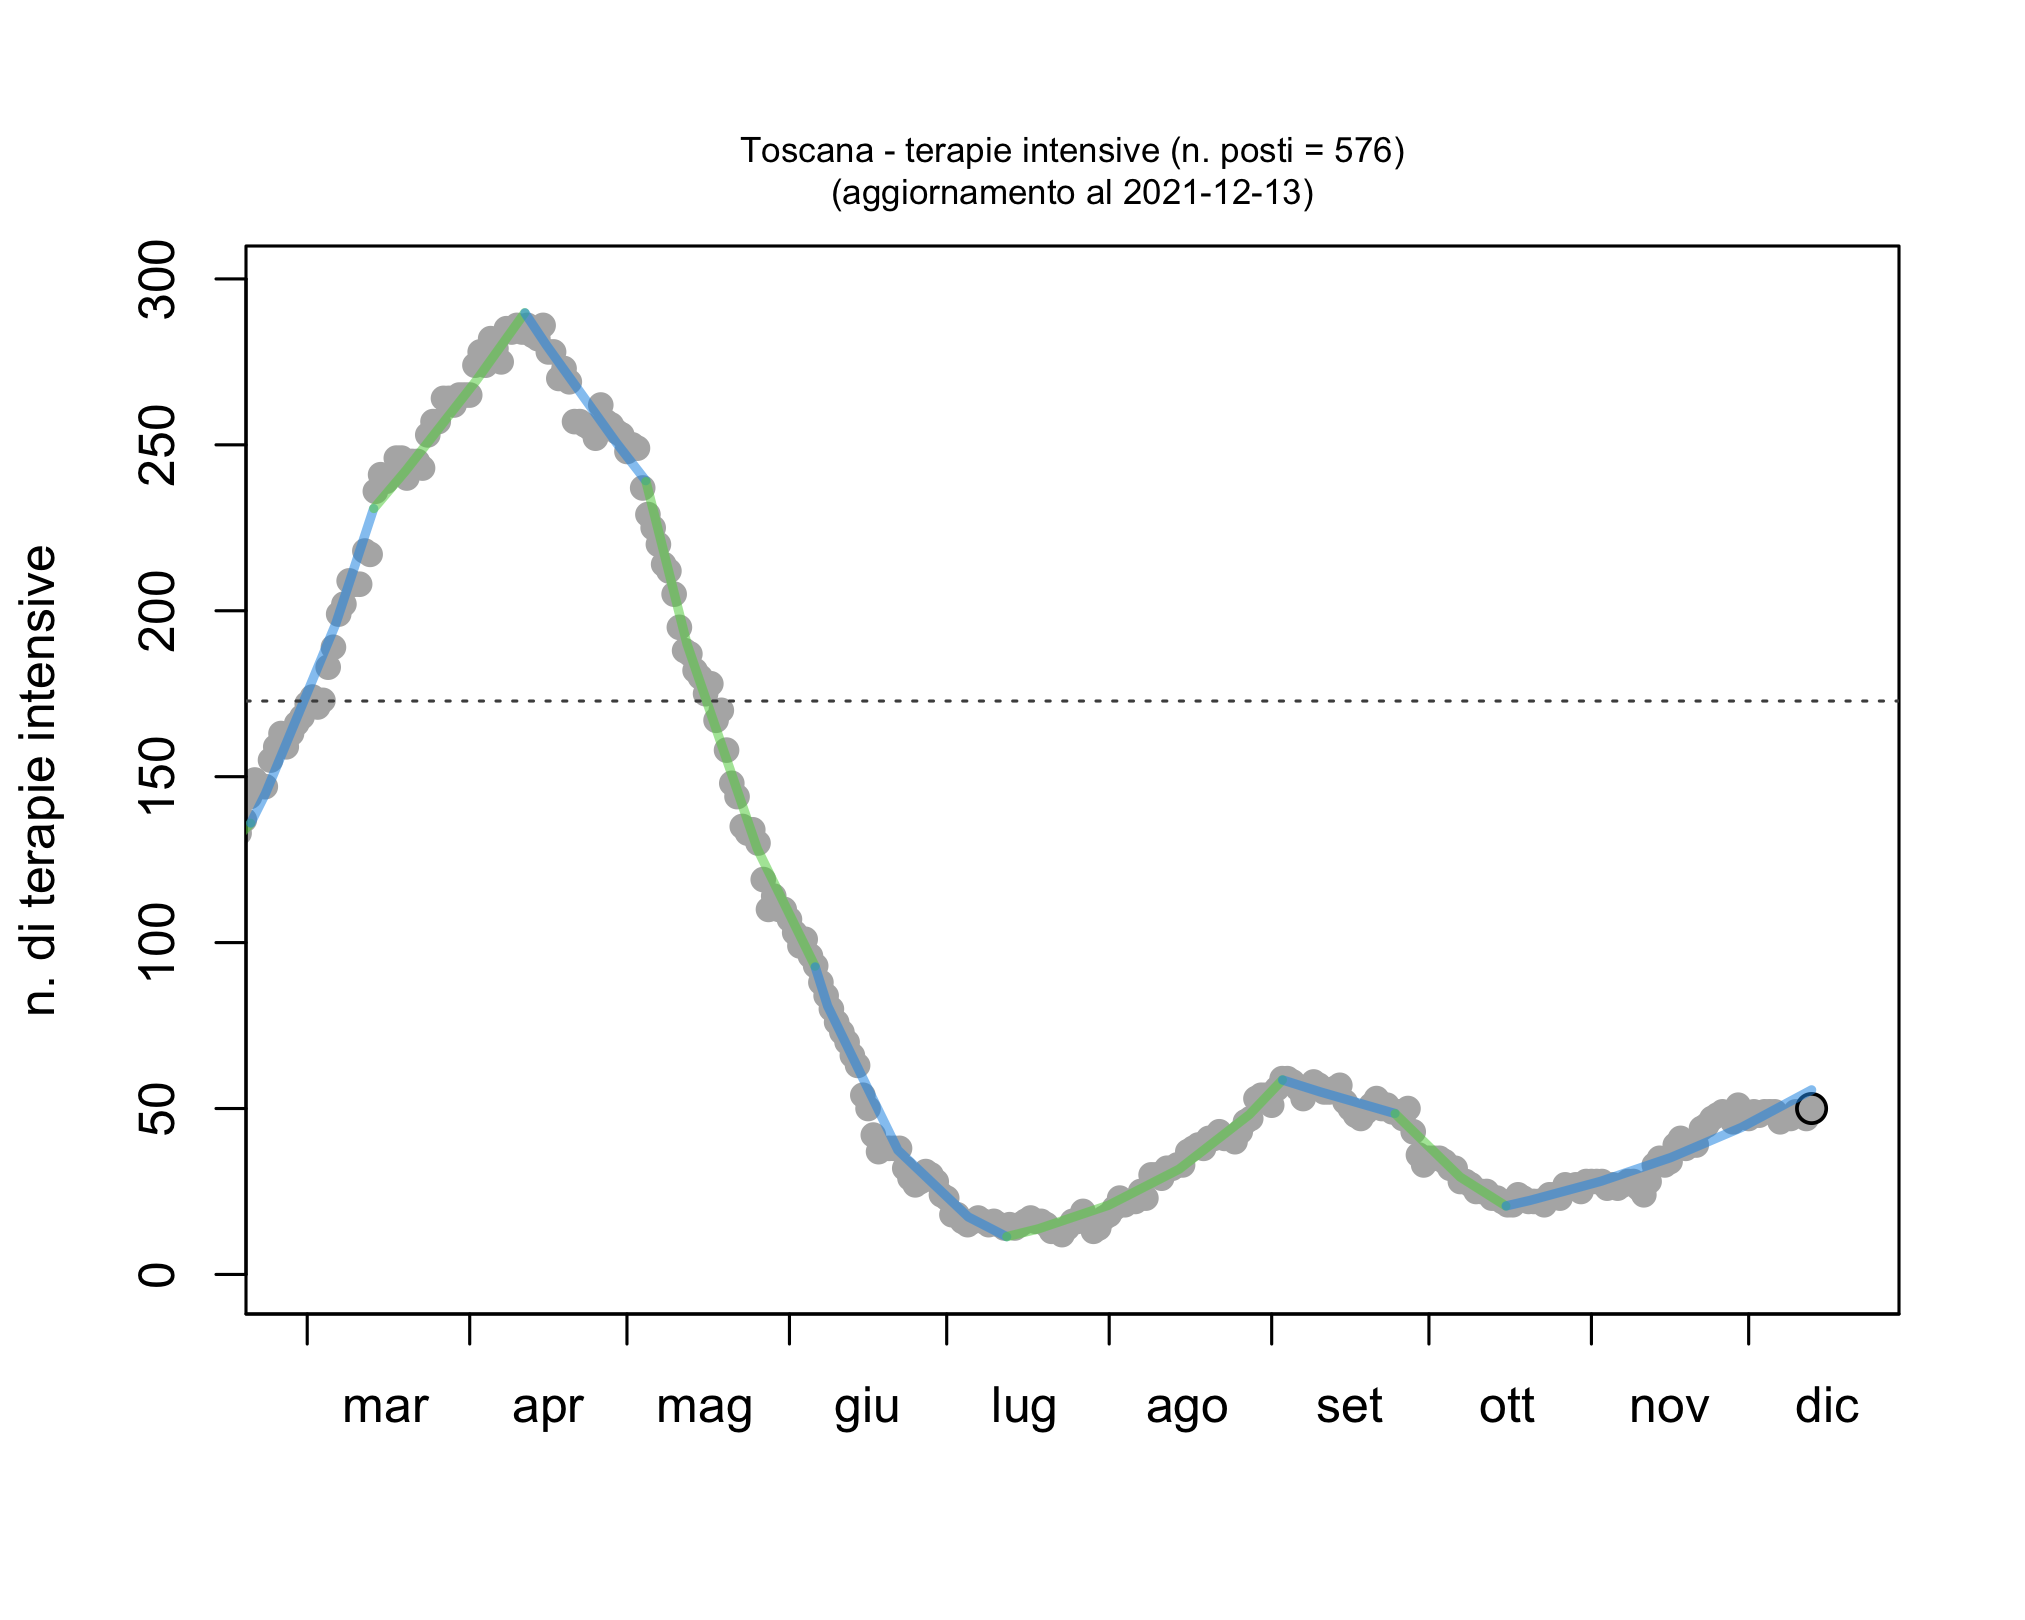 Toscana - terapie intensive (n. posti = 576)
(aggiornamento al 2021-12-13)
n. di terapie intensive
300
250
200
150
100
50
0
mar apr mag giu lug ago set ott nov dic